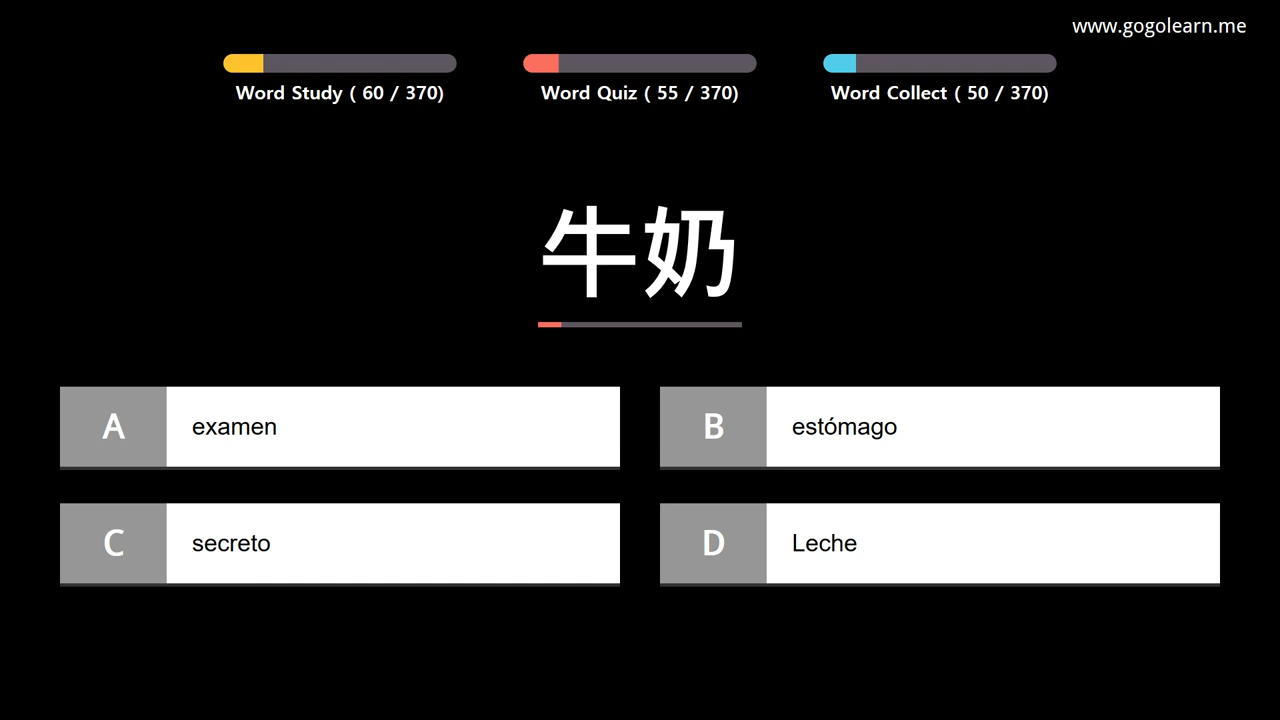 www.gogolearn.me
Word Study ( 60 / 370)
Word Quiz ( 55 / 370)
Word Collect ( 50 / 370)
牛奶
A examen
B estómago
C secreto
D Leche